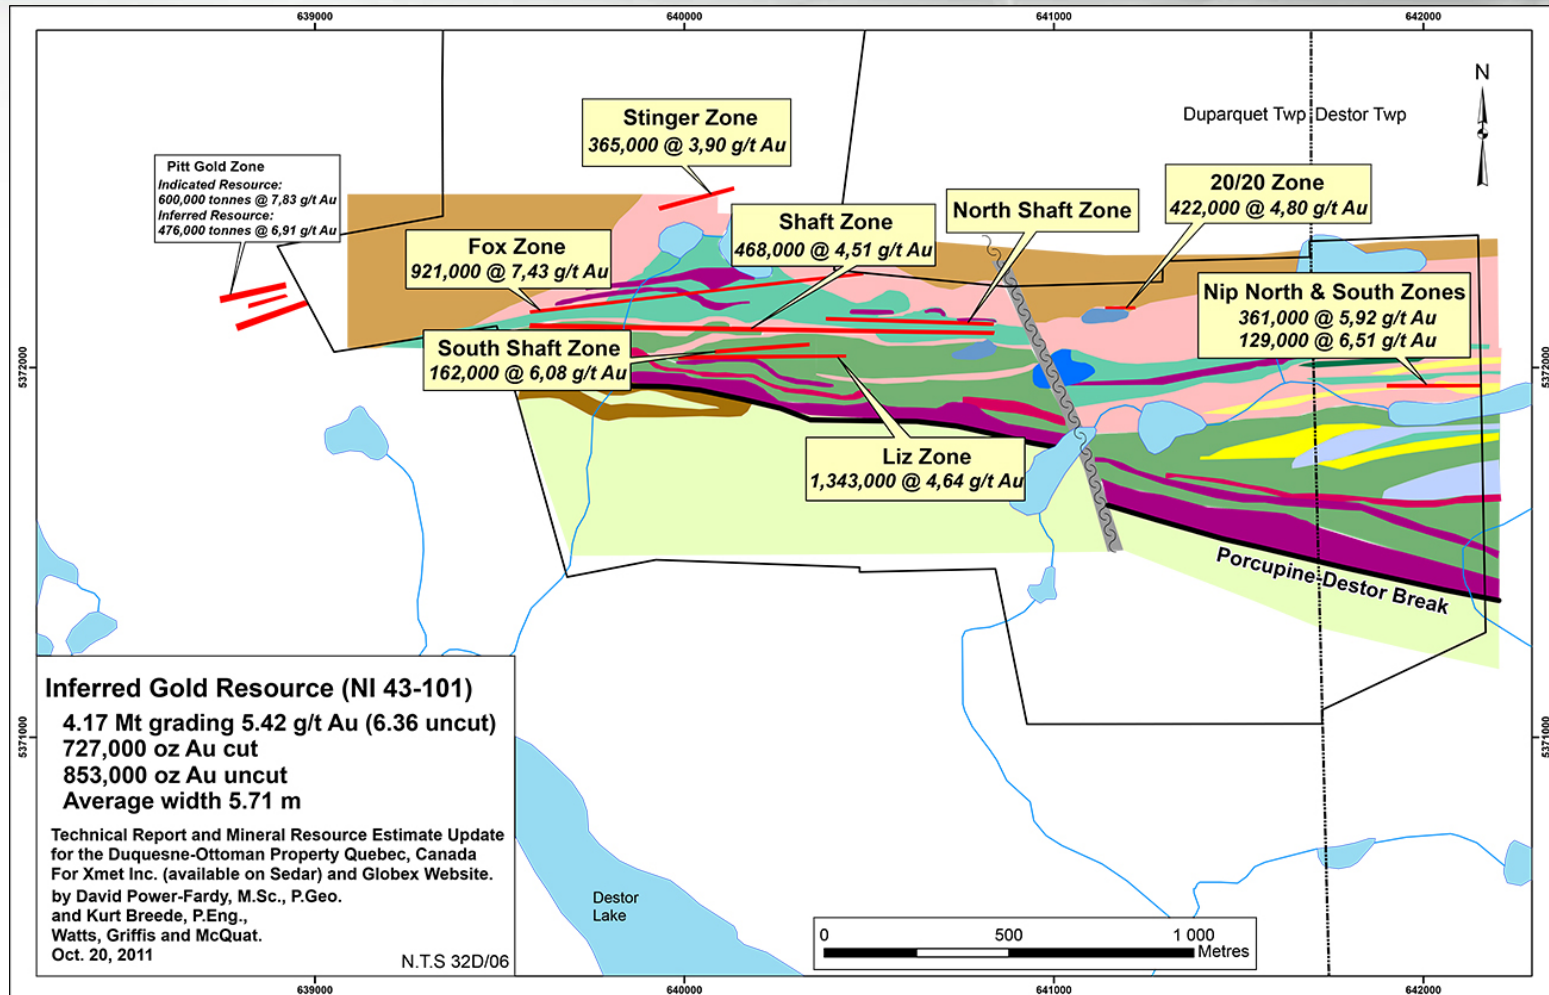 639000
640000
641000
642000
N
Duparquet Twp
Destor Twp
Stinger Zone
365,000 @ 3,90 g/t Au
Pitt Gold Zone
Indicated Resource:
600,000 tonnes @ 7,83 g/t Au
Inferred Resource:
476,000 tonnes @ 6,91 g/t Au
20/20 Zone
422,000 @ 4,80 g/t Au
North Shaft Zone
Shaft Zone
468,000 @ 4,51 g/t Au
Fox Zone
921,000 @ 7,43 g/t Au
Nip North & South Zones
361,000 @ 5,92 g/t Au
129,000 @ 6,51 g/t Au
South Shaft Zone
162,000 @ 6,08 g/t Au
5372000
5372000
Liz Zone
1,343,000 @ 4,64 g/t Au
Porcupine-Destor Break
Inferred Gold Resource (NI 43-101)
4.17 Mt grading 5.42 g/t Au (6.36 uncut)
727,000 oz Au cut
853,000 oz Au uncut
Average width 5.71 m
Technical Report and Mineral Resource Estimate Update
for the Duquesne-Ottoman Property Quebec, Canada
For Xmet Inc. (available on Sedar) and Globex Website.
by David Power-Fardy, M.Sc., P.Geo.
and Kurt Breede, P.Eng.,
Watts, Griffis and McQuat.
Oct. 20, 2011
N.T.S 32D/06
5371000
5371000
Destor
Lake
0
500
1 000
Metres
639000
640000
641000
642000